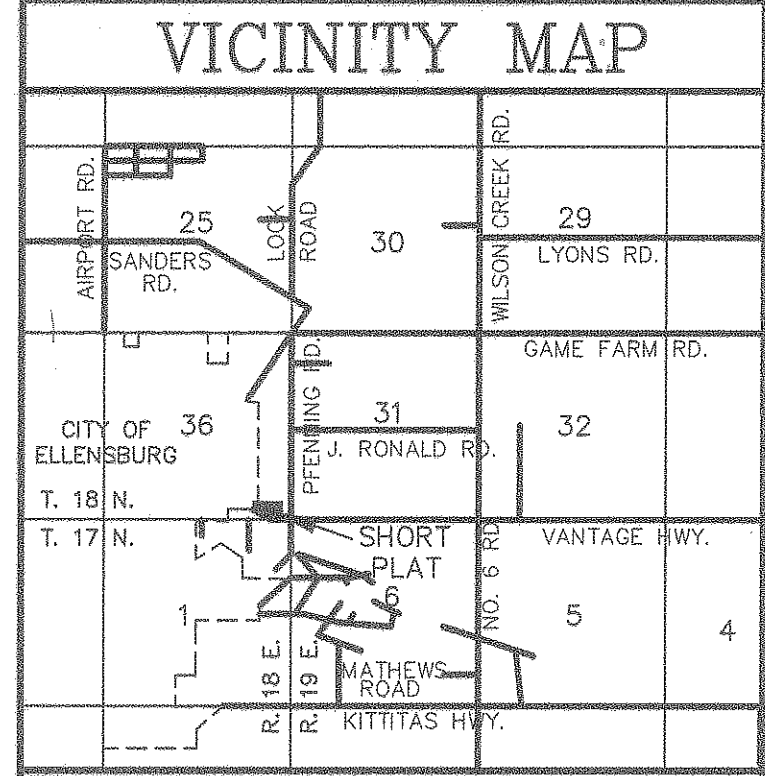 VICINITY MAP
AIRPORT RD.
25
SANDERS
RD.
LOCK
ROAD
30
WILSON CREEK RD.
29
LYONS RD.
GAME FARM RD.
CITY OF
ELLENSBURG
36
PFENNING RD.
31
J. RONALD RD.
32
T. 18 N.
T. 17 N.
SHORT
PLAT
VANTAGE HWY.
NO. 6 RD
1
6
5
4
R. 18 E.
R. 19 E.
MATHEWS
ROAD
KITTITAS HWY.